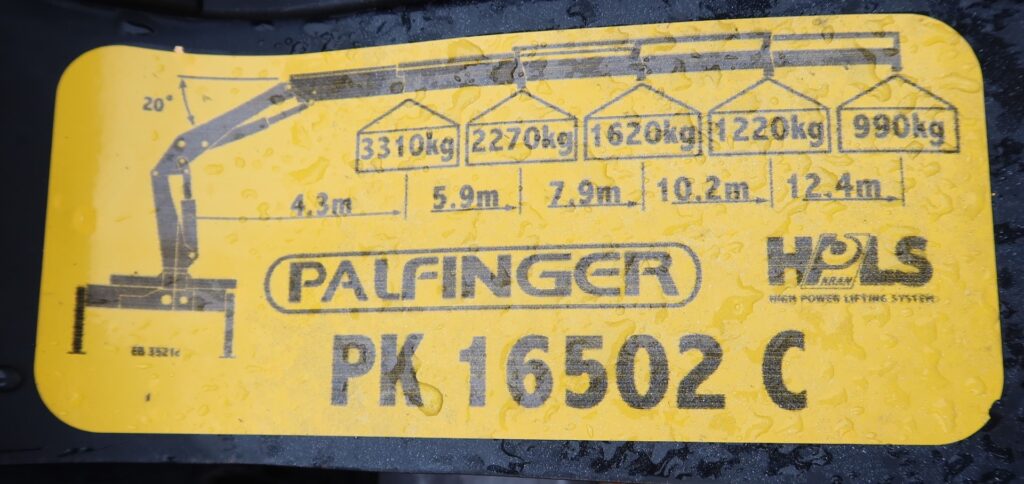 20°
3310kg 2270kg 1620kg 1220kg 990kg
4.3m 5.9m 7.9m 10.2m 12.4m
PALFINGER
HPLS
KRAN
HIGH POWER LIFTING SYSTEM
PK 16502 C